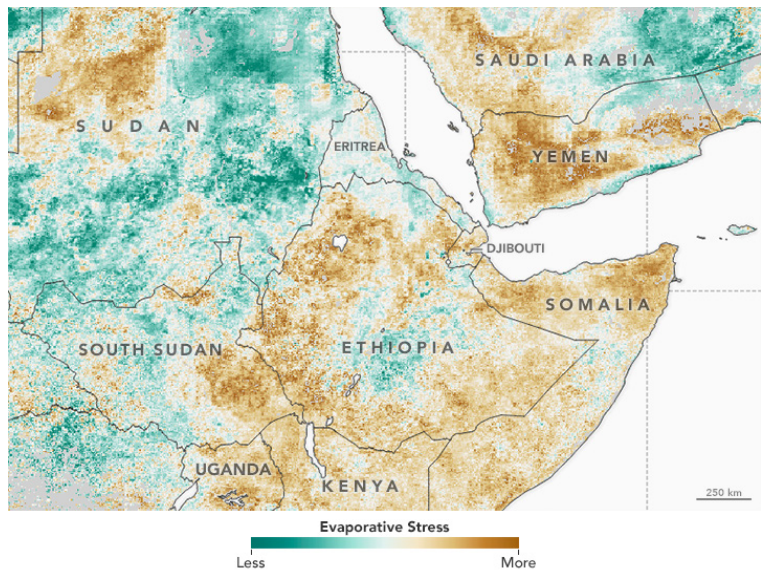 SAUDI ARABIA
SUDAN
ERITREA
YEMEN
DJIBOUTI
SOMALIA
SOUTH SUDAN
ETHIOPIA
UGANDA
KENYA
250 km
Evaporative Stress
Less
More